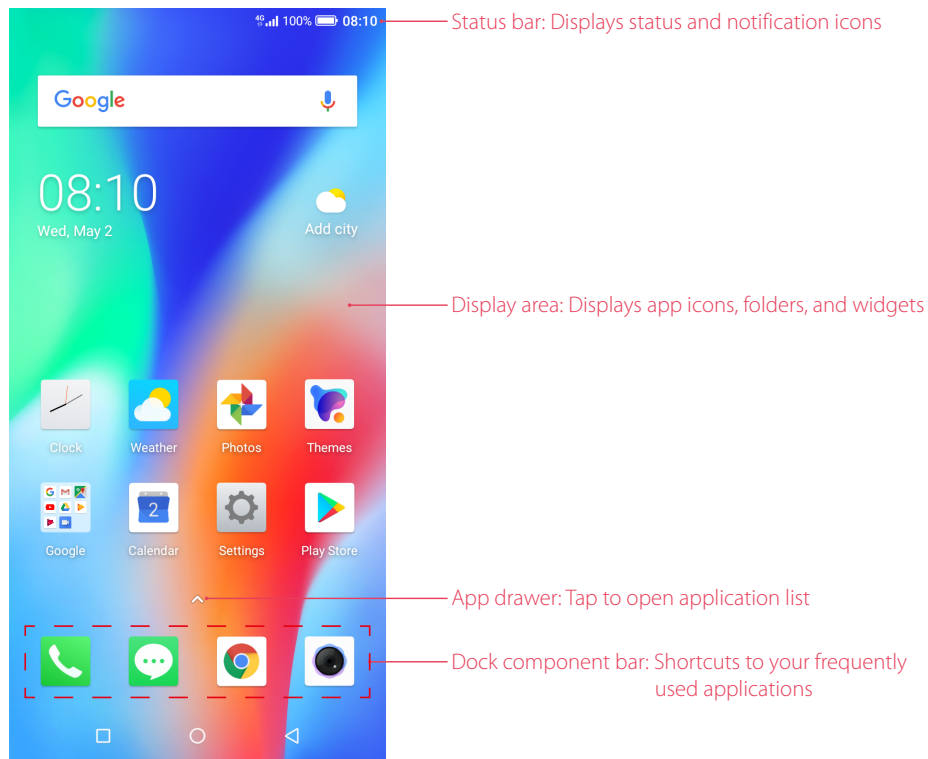 4G 100% 08:10
Status bar: Displays status and notification icons
Google
08:10
Wed, May 2
Add city
Display area: Displays app icons, folders, and widgets
Clock Weather Photos Themes
2
Google Calendar Settings Play Store
App drawer: Tap to open application list
Dock component bar: Shortcuts to your frequently
used applications